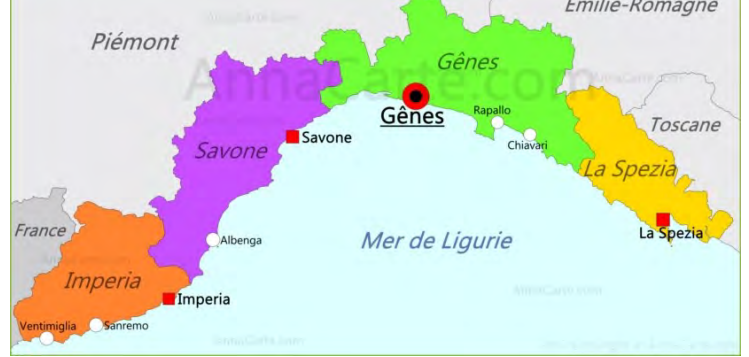 Émilie-Romagne
Piémont
Gênes
AnnaCarte.com
Gênes
Rapallo
Toscane
Savone
Savone
Chiavari
La Spezia
France
Albenga
Mer de Ligurie
La Spezia
Imperia
Imperia
Ventimiglia
Sanremo